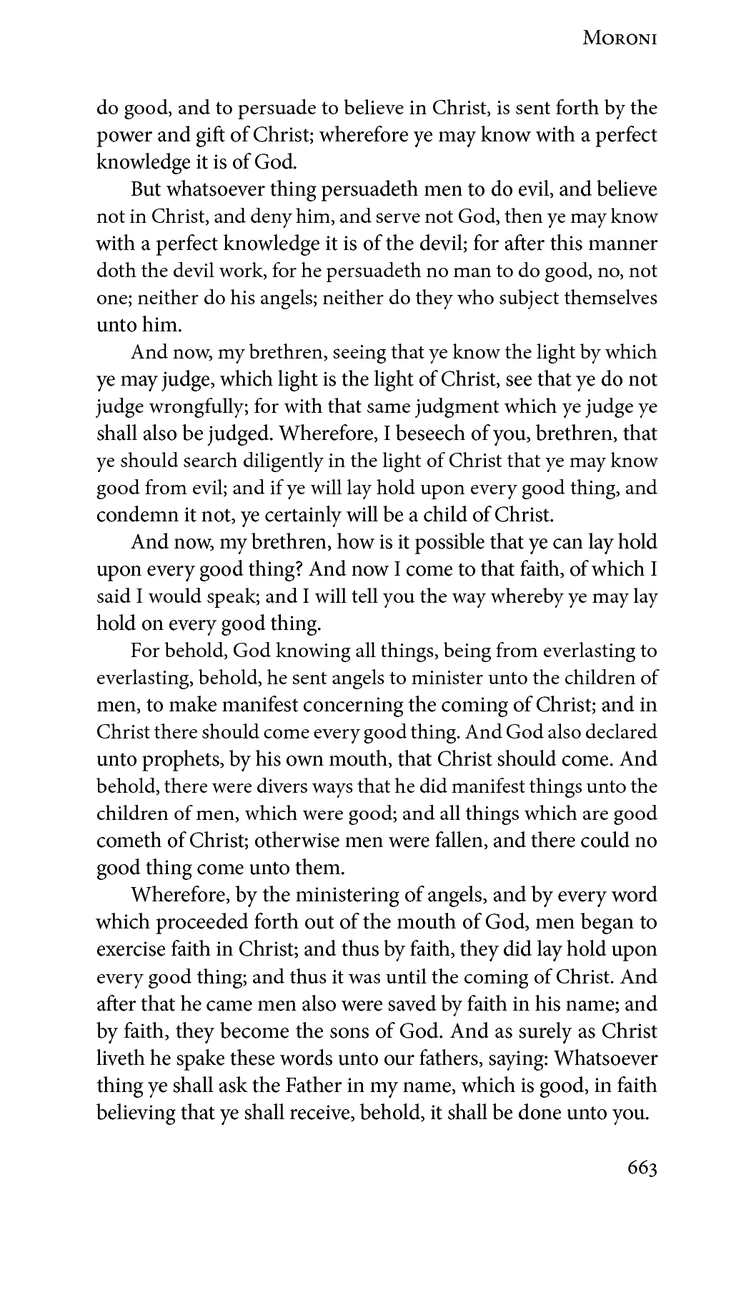 Moroni
do good, and to persuade to believe in Christ, is sent forth by the
power and gift of Christ; wherefore ye may know with a perfect
knowledge it is of God.
But whatsoever thing persuadeth men to do evil, and believe
not in Christ, and deny him, and serve not God, then ye may know
with a perfect knowledge it is of the devil; for after this manner
doth the devil work, for he persuadeth no man to do good, no, not
one; neither do his angels; neither do they who subject themselves
unto him.
And now, my brethren, seeing that ye know the light by which
ye may judge, which light is the light of Christ, see that ye do not
judge wrongfully; for with that same judgment which ye judge ye
shall also be judged. Wherefore, I beseech of you, brethren, that
ye should search diligently in the light of Christ that ye may know
good from evil; and if ye will lay hold upon every good thing, and
condemn it not, ye certainly will be a child of Christ.
And now, my brethren, how is it possible that ye can lay hold
upon every good thing? And now I come to that faith, of which I
said I would speak; and I will tell you the way whereby ye may lay
hold on every good thing.
For behold, God knowing all things, being from everlasting to
everlasting, behold, he sent angels to minister unto the children of
men, to make manifest concerning the coming of Christ; and in
Christ there should come every good thing. And God also declared
unto prophets, by his own mouth, that Christ should come. And
behold, there were divers ways that he did manifest things unto the
children of men, which were good; and all things which are good
cometh of Christ; otherwise men were fallen, and there could no
good thing come unto them.
Wherefore, by the ministering of angels, and by every word
which proceeded forth out of the mouth of God, men began to
exercise faith in Christ; and thus by faith, they did lay hold upon
every good thing; and thus it was until the coming of Christ. And
after that he came men also were saved by faith in his name; and
by faith, they become the sons of God. And as surely as Christ
liveth he spake these words unto our fathers, saying: Whatsoever
thing ye shall ask the Father in my name, which is good, in faith
believing that ye shall receive, behold, it shall be done unto you.
663